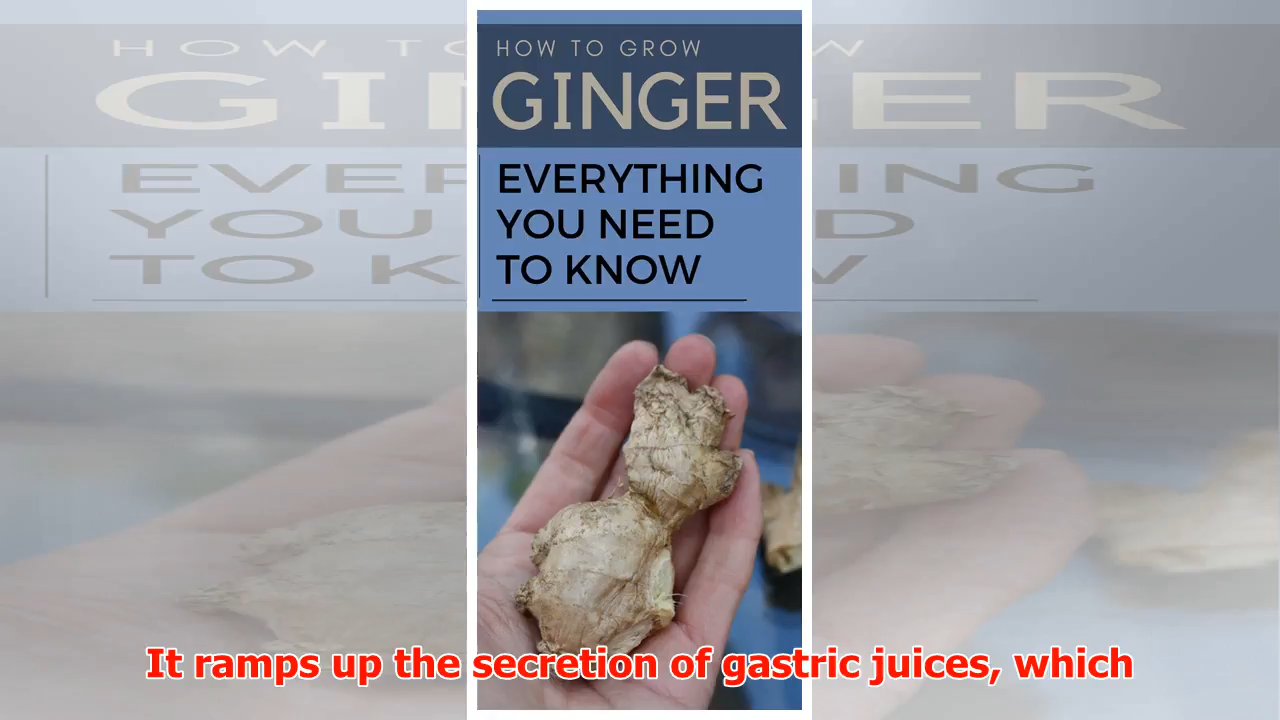 HOW TO GROW
GINGER
EVERYTHING
YOU NEED
TO KNOW
It ramps up the secretion of gastric juices, which